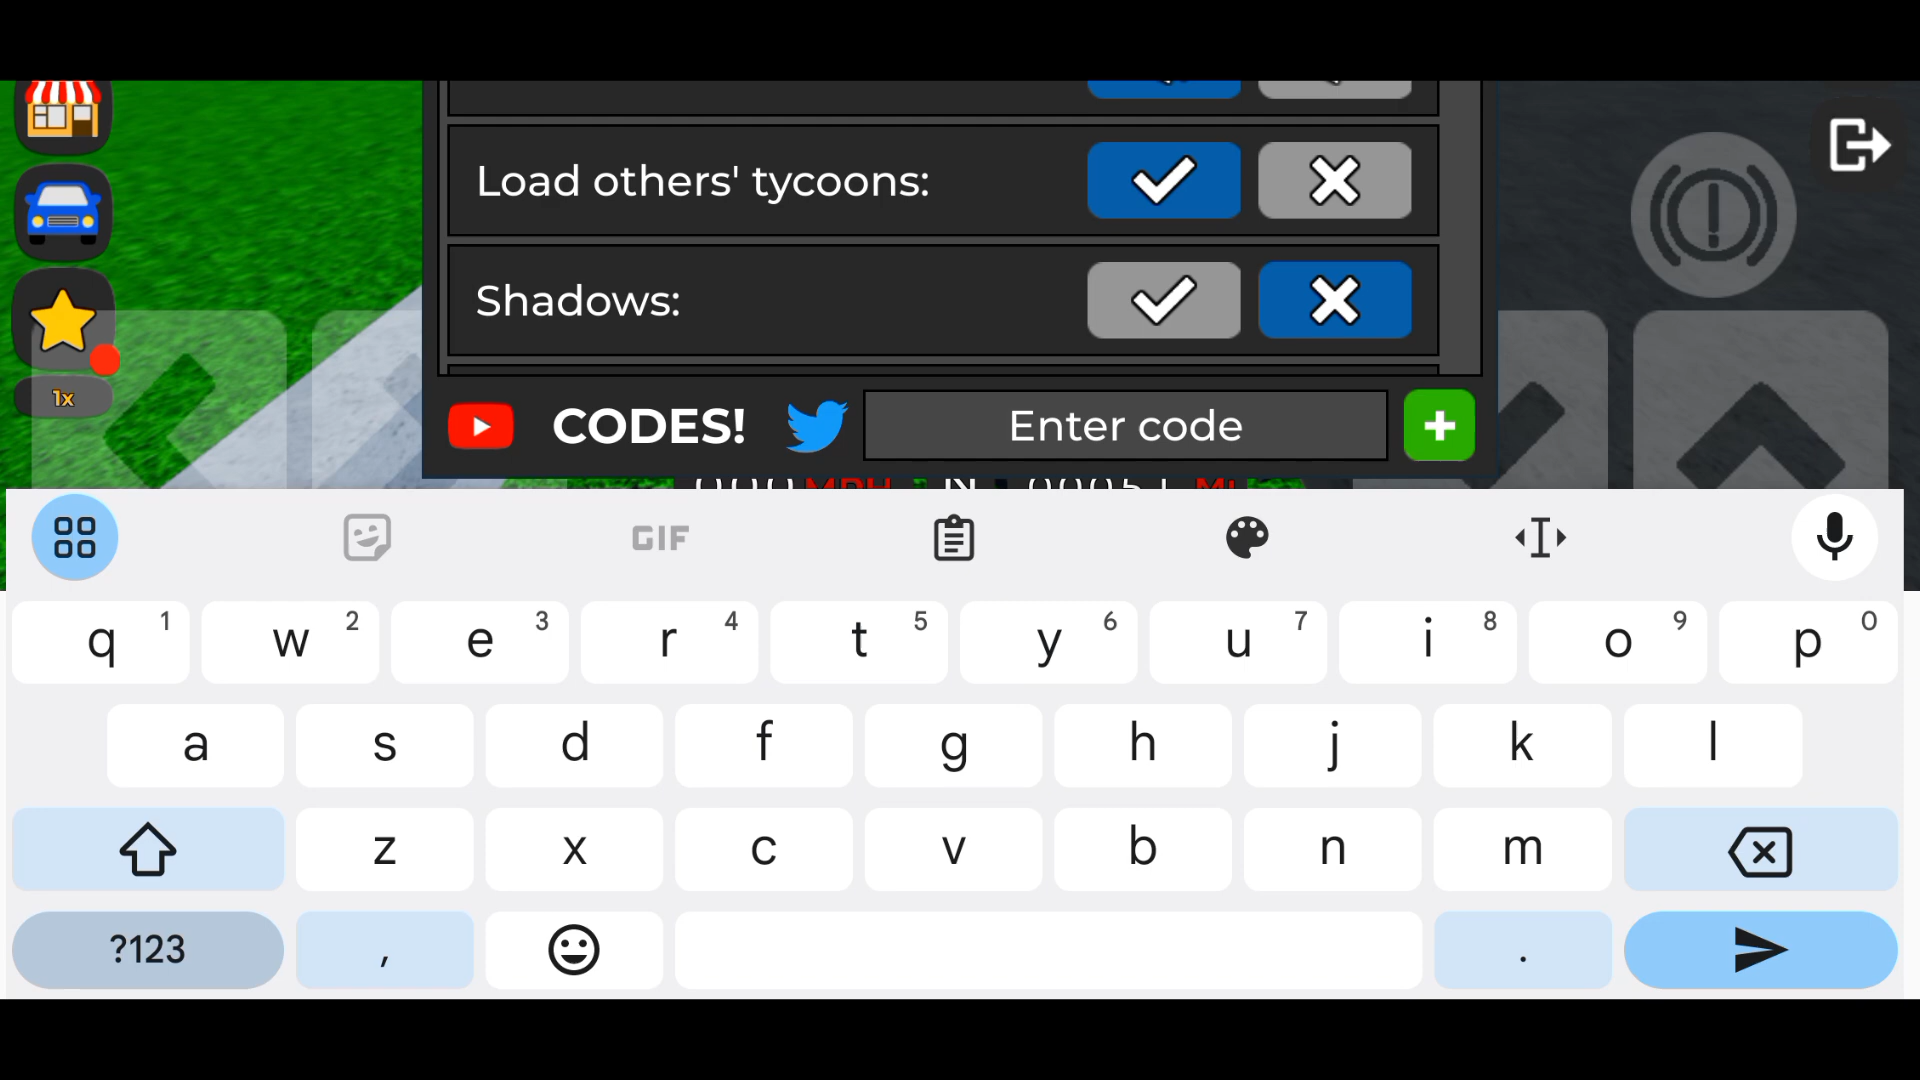 Load others' tycoons:
Shadows:
1x
CODES!
Enter code
GIF
q 1 w 2 e 3 r 4 t 5 y 6 u 7 i 8 o 9 p 0
a s d f g h j k l
z x c v b n m
?123 , .